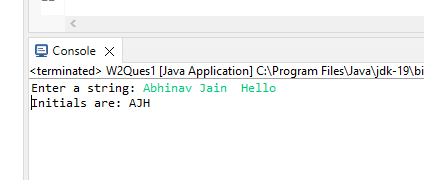 Console
<terminated> W2Ques1 [Java Application] C:\Program Files\Java\jdk-19\bi
Enter a string: Abhinav Jain  Hello
Initials are: AJH